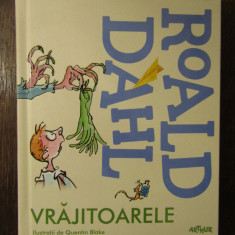 ROALD
DAHL
VRĂJITOARELE
Ilustrații de Quentin Blake
ARTHUR